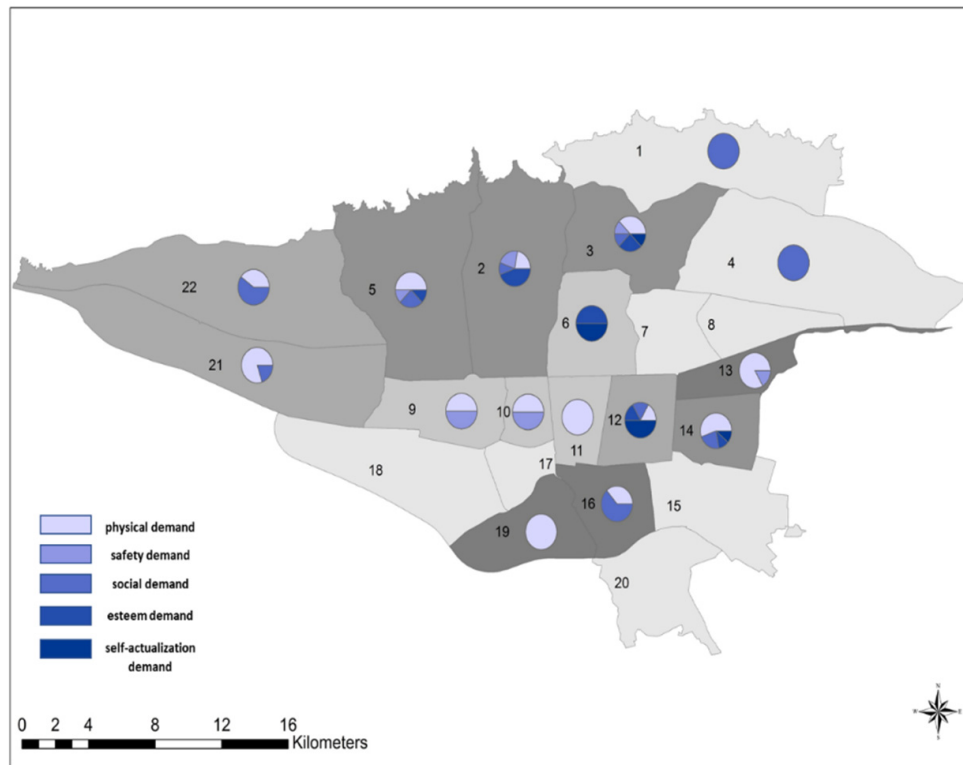 1
2
3
4
5
6
7
8
9
10
11
12
13
14
15
16
17
18
19
20
21
22
physical demand
safety demand
social demand
esteem demand
self-actualization
demand
0 2 4 8 12 16
Kilometers
N
W E
S